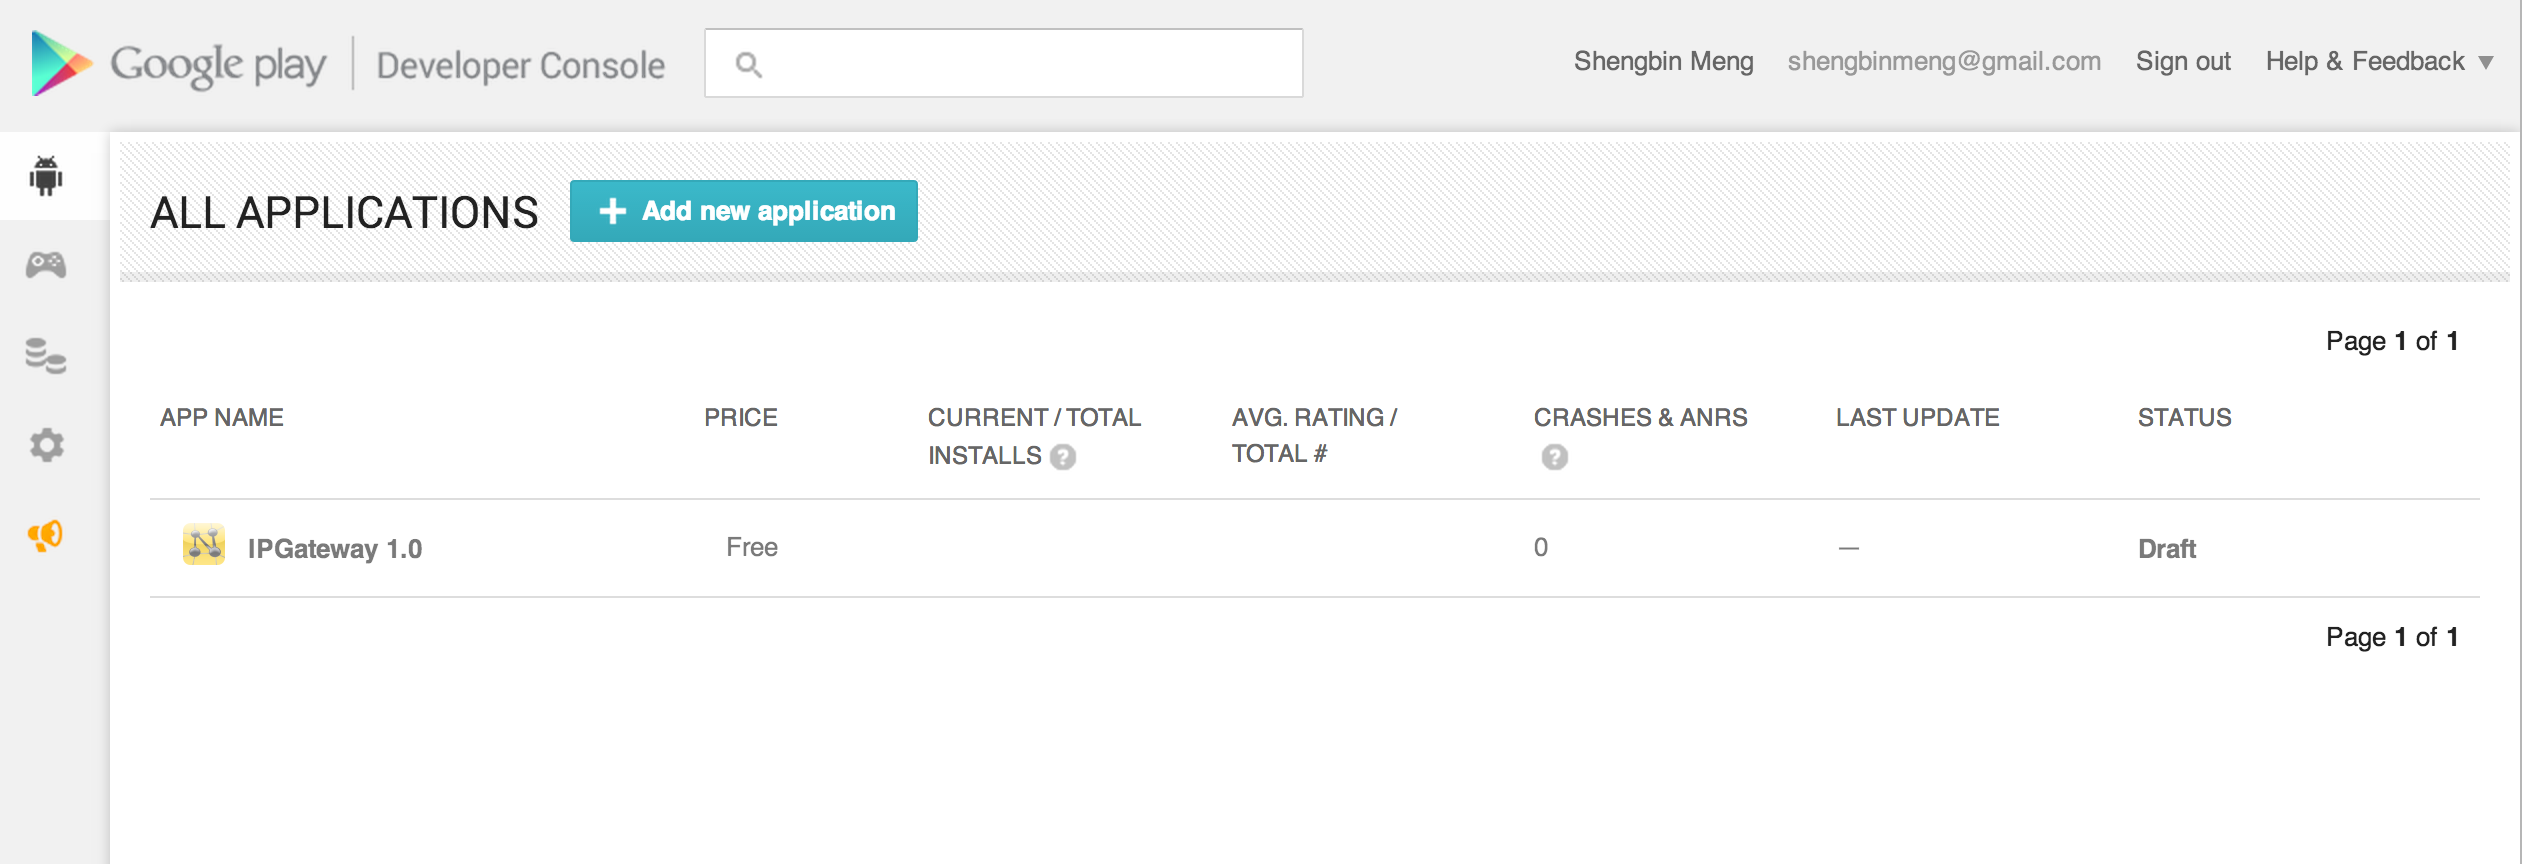 Google play | Developer Console
Shengbin Meng shengbinmeng@gmail.com Sign out Help & Feedback ▼
ALL APPLICATIONS + Add new application
Page 1 of 1
APP NAME PRICE CURRENT / TOTAL INSTALLS ? AVG. RATING / TOTAL # CRASHES & ANRS ? LAST UPDATE STATUS
IPGateway 1.0 Free 0 — Draft
Page 1 of 1